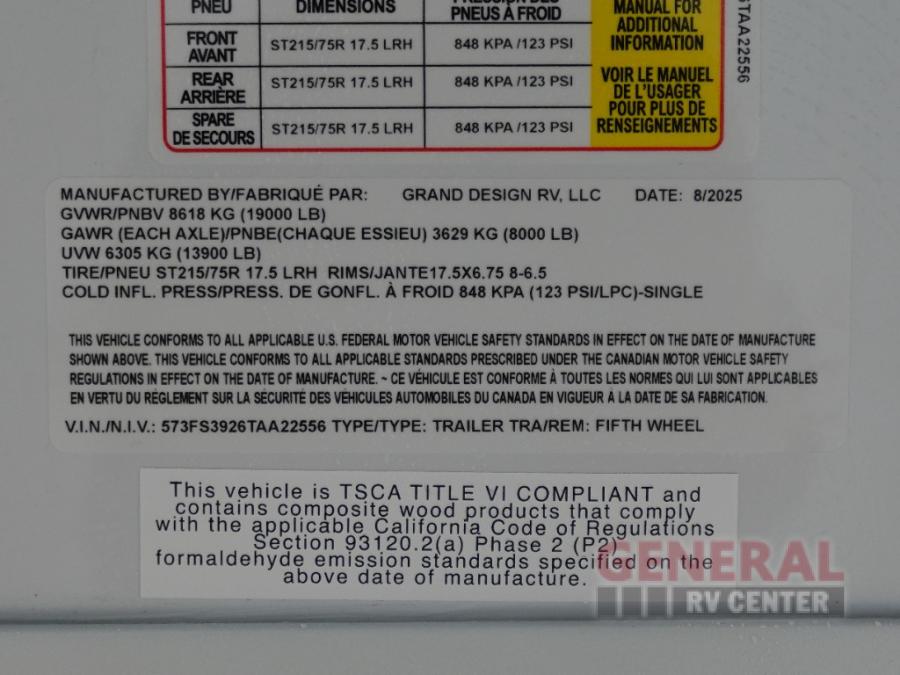 PNEU DIMENSIONS PNEUS À FROID
MANUAL FOR
ADDITIONAL
INFORMATION
FRONT
AVANT
ST215/75R 17.5 LRH 848 KPA /123 PSI
REAR
ARRIÈRE
ST215/75R 17.5 LRH 848 KPA /123 PSI
SPARE
DE SECOURS
ST215/75R 17.5 LRH 848 KPA /123 PSI
VOIR LE MANUEL
DE L'USAGER
POUR PLUS DE
RENSEIGNEMENTS
TAA22556
MANUFACTURED BY/FABRIQUÉ PAR: GRAND DESIGN RV, LLC DATE: 8/2025
GVWR/PNBV 8618 KG (19000 LB)
GAWR (EACH AXLE)/PNBE(CHAQUE ESSIEU) 3629 KG (8000 LB)
UVW 6305 KG (13900 LB)
TIRE/PNEU ST215/75R 17.5 LRH RIMS/JANTE17.5X6.75 8-6.5
COLD INFL. PRESS/PRESS. DE GONFL. À FROID 848 KPA (123 PSI/LPC)-SINGLE
THIS VEHICLE CONFORMS TO ALL APPLICABLE U.S. FEDERAL MOTOR VEHICLE SAFETY STANDARDS IN EFFECT ON THE DATE OF MANUFACTURE
SHOWN ABOVE. THIS VEHICLE CONFORMS TO ALL APPLICABLE STANDARDS PRESCRIBED UNDER THE CANADIAN MOTOR VEHICLE SAFETY
REGULATIONS IN EFFECT ON THE DATE OF MANUFACTURE. ~ CE VÉHICULE EST CONFORME À TOUTES LES NORMES QUI LUI SONT APPLICABLES
EN VERTU DU RÈGLEMENT SUR LA SÉCURITÉ DES VÉHICULES AUTOMOBILES DU CANADA EN VIGUEUR À LA DATE DE SA FABRICATION.
V.I.N./N.I.V.: 573FS3926TAA22556 TYPE/TYPE: TRAILER TRA/REM: FIFTH WHEEL
This vehicle is TSCA TITLE VI COMPLIANT and
contains composite wood products that comply
with the applicable California Code of Regulations
Section 93120.2(a) Phase 2 (P2)
formaldehyde emission standards specified on the
above date of manufacture.
GENERAL
RV CENTER